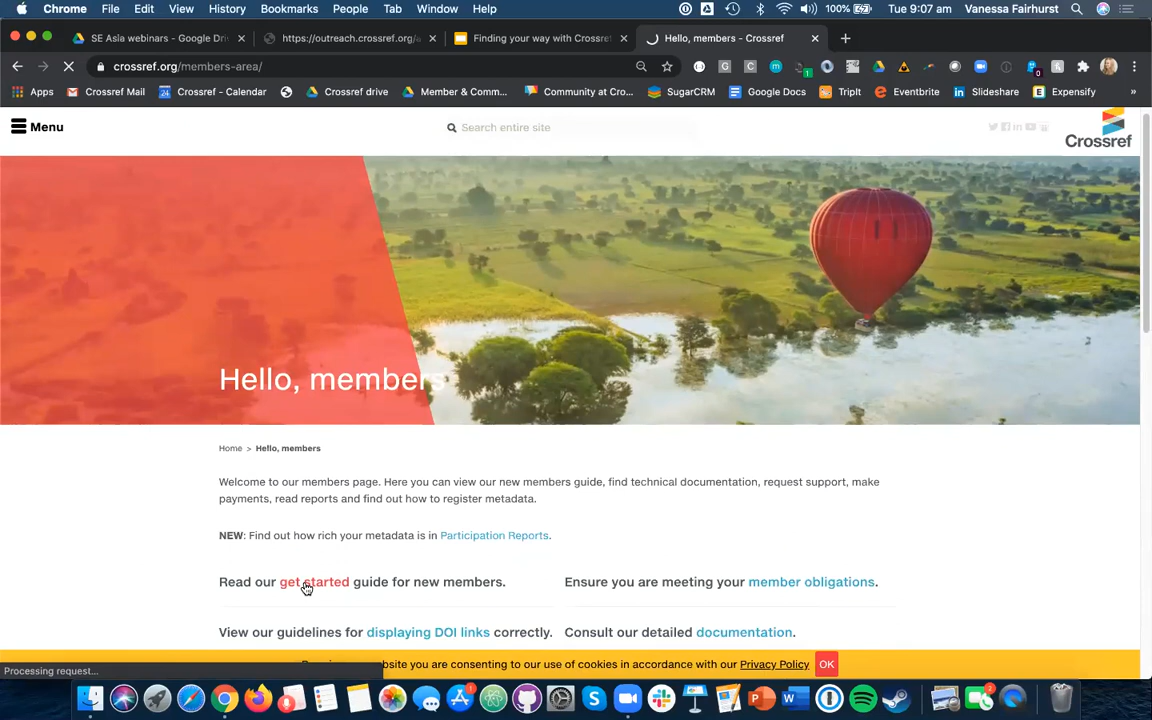 Chrome File Edit View History Bookmarks People Tab Window Help 100% Tue 9:07 am Vanessa Fairhurst
SE Asia webinars - Google Dri https://outreach.crossref.org/a Finding your way with Crossref Hello, members - Crossref
crossref.org/members-area/
Apps Crossref Mail Crossref - Calendar Crossref drive Member & Comm... Community at Cro... SugarCRM Google Docs TripIt Eventbrite Slideshare Expensify »
Menu Search entire site Crossref
Hello, members
Home > Hello, members
Welcome to our members page. Here you can view our new members guide, find technical documentation, request support, make
payments, read reports and find out how to register metadata.
NEW: Find out how rich your metadata is in Participation Reports.
Read our get started guide for new members. Ensure you are meeting your member obligations.
View our guidelines for displaying DOI links correctly. Consult our detailed documentation.
bsite you are consenting to our use of cookies in accordance with our Privacy Policy OK
Processing request...